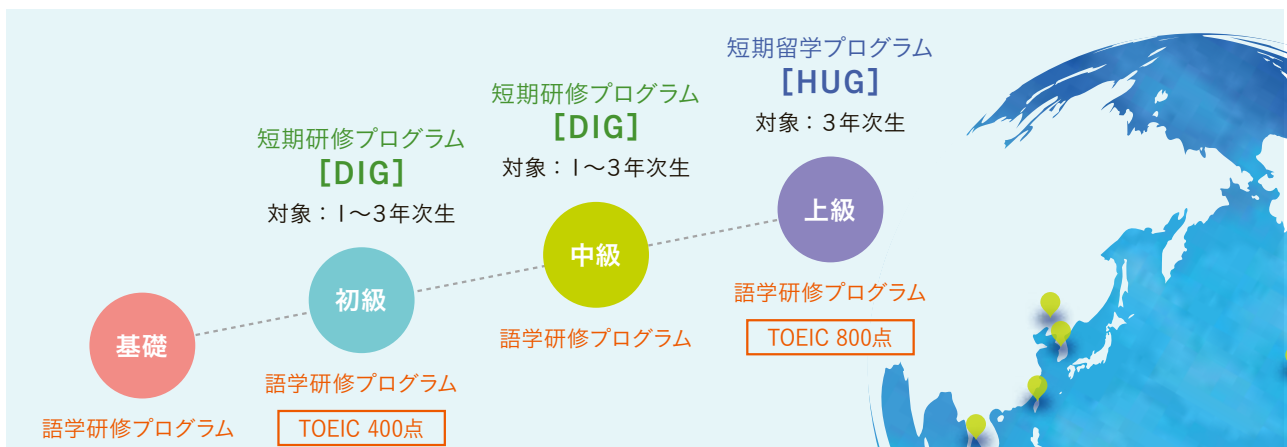 基礎
語学研修プログラム
短期研修プログラム
[DIG]
対象：1〜3年次生
初級
語学研修プログラム
TOEIC 400点
短期研修プログラム
[DIG]
対象：1〜3年次生
中級
語学研修プログラム
短期留学プログラム
[HUG]
対象：3年次生
上級
語学研修プログラム
TOEIC 800点